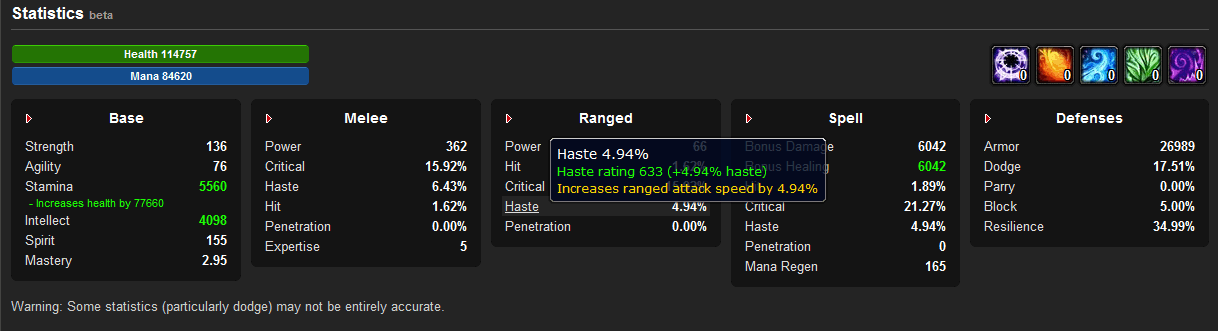 Statistics beta
Health 114757
Mana 84620
0 0 0 0 0
Base
Strength 136
Agility 76
Stamina 5560
- Increases health by 77660
Intellect 4098
Spirit 155
Mastery 2.95
Melee
Power 362
Critical 15.92%
Haste 6.43%
Hit 1.62%
Penetration 0.00%
Expertise 5
Ranged
Power 66
Hit 1.62%
Critical
Haste 4.94%
Penetration 0.00%
Haste 4.94%
Haste rating 633 (+4.94% haste)
Increases ranged attack speed by 4.94%
Spell
Bonus Damage 6042
Bonus Healing 6042
1.89%
Critical 21.27%
Haste 4.94%
Penetration 0
Mana Regen 165
Defenses
Armor 26989
Dodge 17.51%
Parry 0.00%
Block 5.00%
Resilience 34.99%
Warning: Some statistics (particularly dodge) may not be entirely accurate.